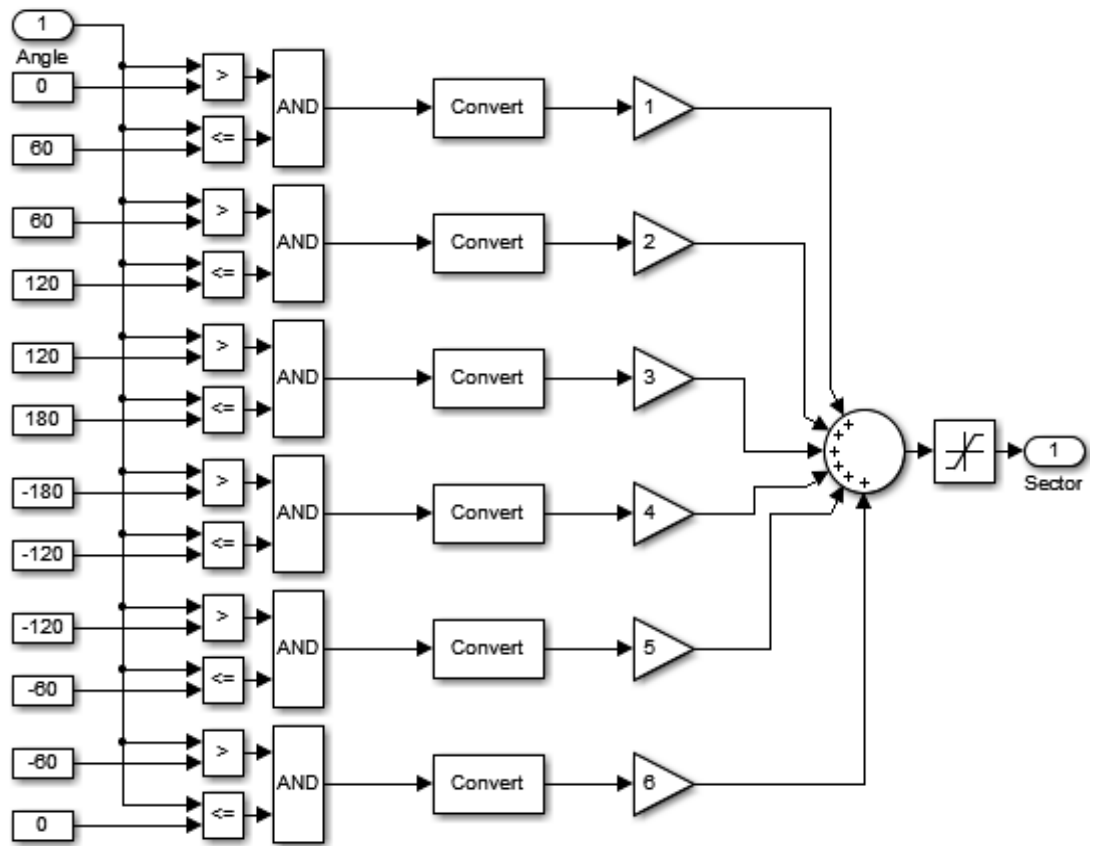 1
Angle
0
>
60
<=
AND
Convert
1
60
>
120
<=
AND
Convert
2
120
>
180
<=
AND
Convert
3
-180
>
-120
<=
AND
Convert
4
-120
>
-60
<=
AND
Convert
5
-60
>
0
<=
AND
Convert
6
+
+
+
+
+
+
1
Sector